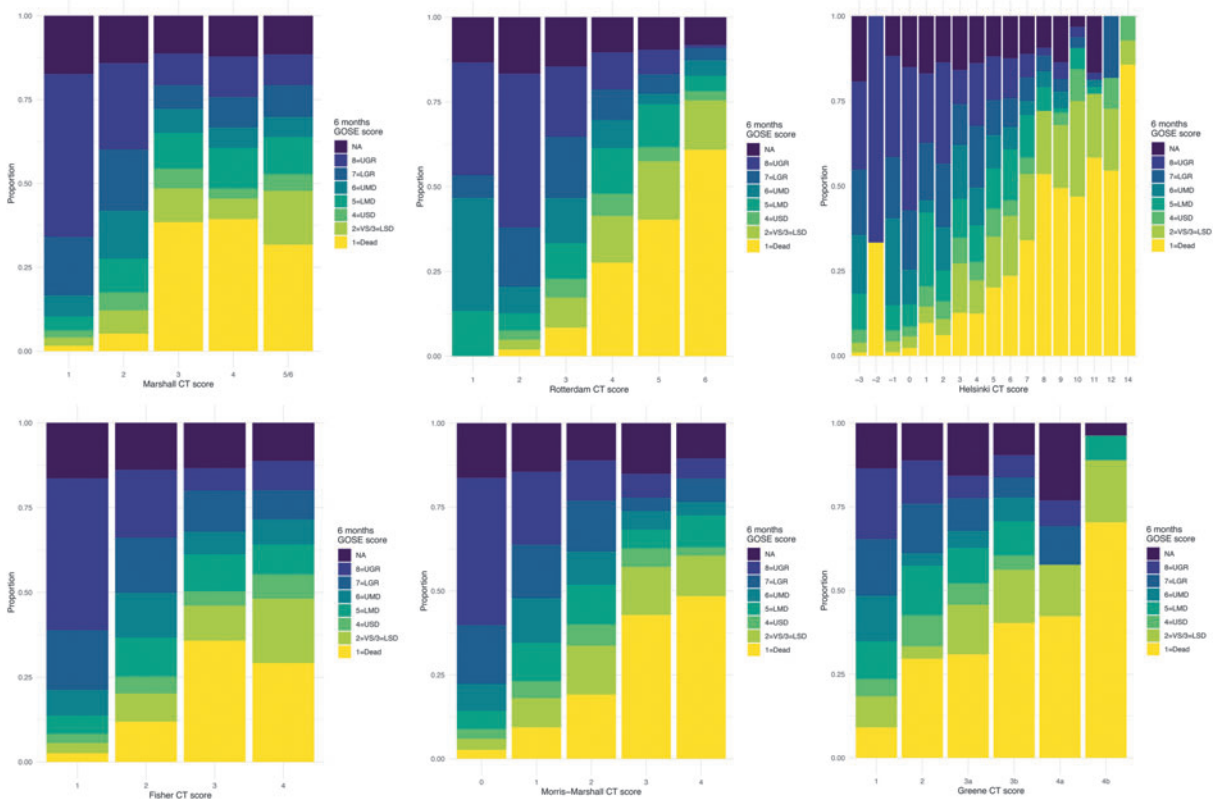 1.00
0.75
0.50
0.25
0.00
Proportion
1 2 3 4 5/6
Marshall CT score
6 months
GOSE score
NA
8=UGR
7=LGR
6=UMD
5=LMD
4=USD
2=VS/3=LSD
1=Dead
1.00
0.75
0.50
0.25
0.00
Proportion
1 2 3 4 5 6
Rotterdam CT score
6 months
GOSE score
NA
8=UGR
7=LGR
6=UMD
5=LMD
4=USD
2=VS/3=LSD
1=Dead
1.00
0.75
0.50
0.25
0.00
Proportion
−3 −2 −1 0 1 2 3 4 5 6 7 8 9 10 11 12 14
Helsinki CT score
6 months
GOSE score
NA
8=UGR
7=LGR
6=UMD
5=LMD
4=USD
2=VS/3=LSD
1=Dead
1.00
0.75
0.50
0.25
0.00
Proportion
1 2 3 4
Fisher CT score
6 months
GOSE score
NA
8=UGR
7=LGR
6=UMD
5=LMD
4=USD
2=VS/3=LSD
1=Dead
1.00
0.75
0.50
0.25
0.00
Proportion
0 1 2 3 4
Morris−Marshall CT score
6 months
GOSE score
NA
8=UGR
7=LGR
6=UMD
5=LMD
4=USD
2=VS/3=LSD
1=Dead
1.00
0.75
0.50
0.25
0.00
Proportion
1 2 3a 3b 4a 4b
Greene CT score
6 months
GOSE score
NA
8=UGR
7=LGR
6=UMD
5=LMD
4=USD
2=VS/3=LSD
1=Dead